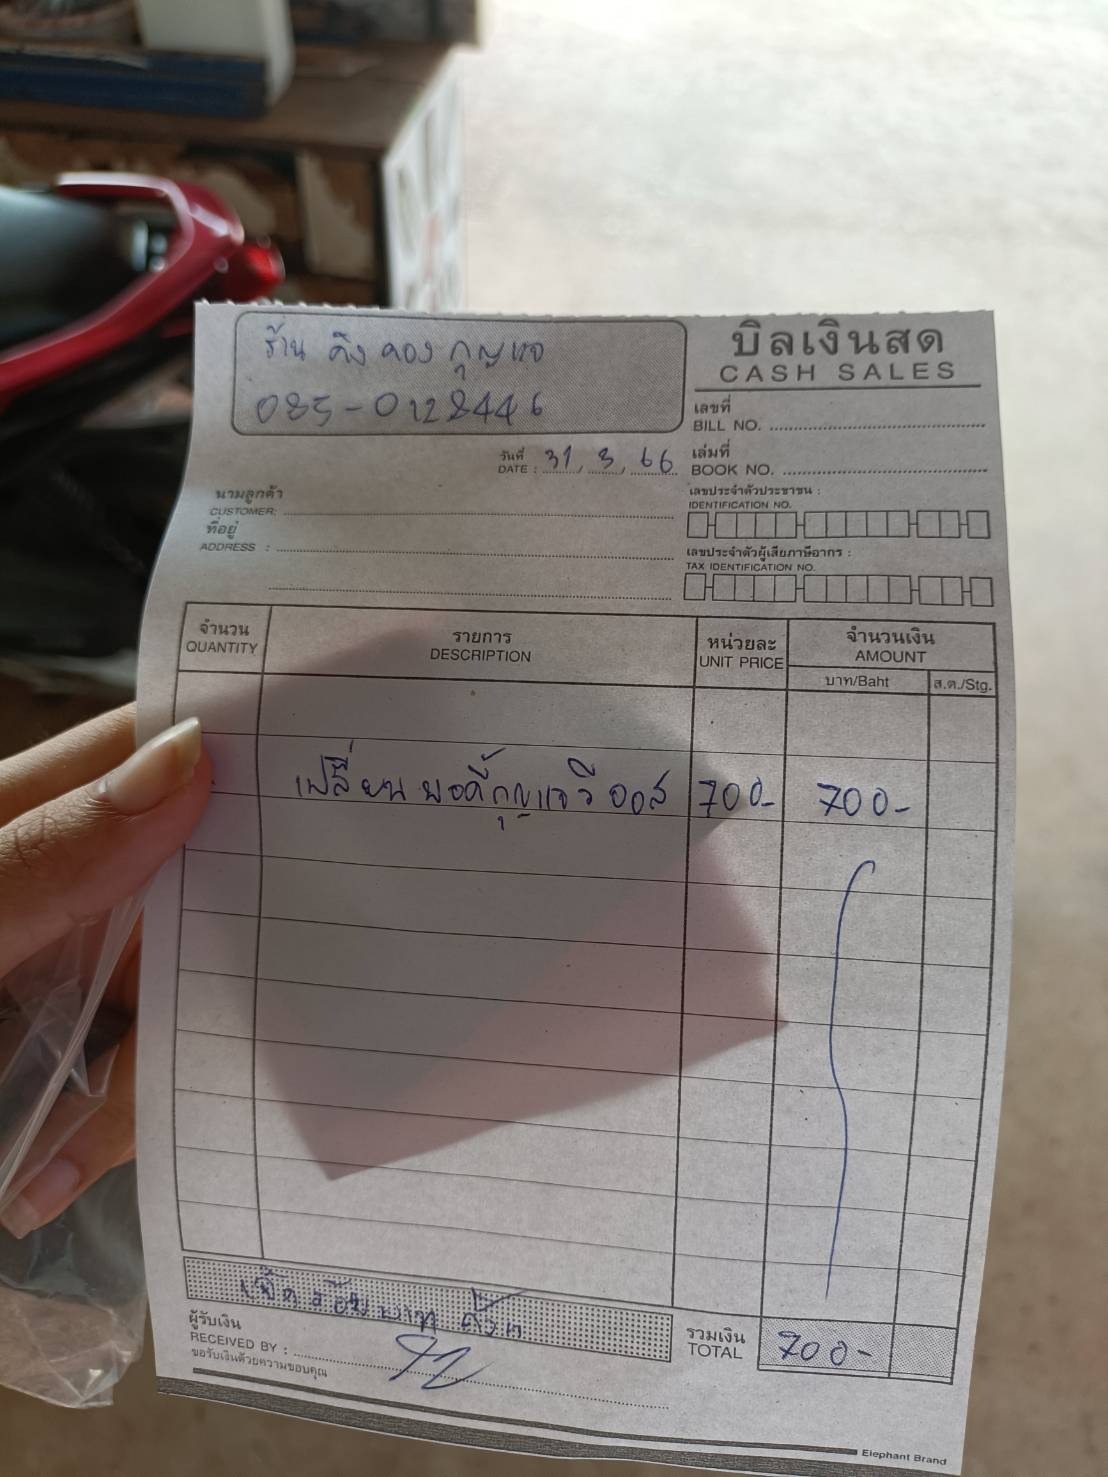 ร้าน คิง คอง กุญแจ
085-0128446
บิลเงินสด
CASH SALES
เลขที่
BILL NO.
วันที่
DATE : 31, 3, 66
เล่มที่
BOOK NO.
นามลูกค้า
CUSTOMER:
ที่อยู่
ADDRESS :
เลขประจำตัวประชาชน :
IDENTIFICATION NO.
เลขประจำตัวผู้เสียภาษีอากร :
TAX IDENTIFICATION NO.
จำนวน รายการ หน่วยละ จำนวนเงิน
QUANTITY DESCRIPTION UNIT PRICE AMOUNT
บาท/Baht ส.ต./Stg.
เปลี่ยน บอดี้กุญแจวีออส 700- 700-
เจ็ดร้อยบาท
ผู้รับเงิน
RECEIVED BY :
ขอรับเงินด้วยความขอบคุณ
รวมเงิน
TOTAL 700-
Elephant Brand